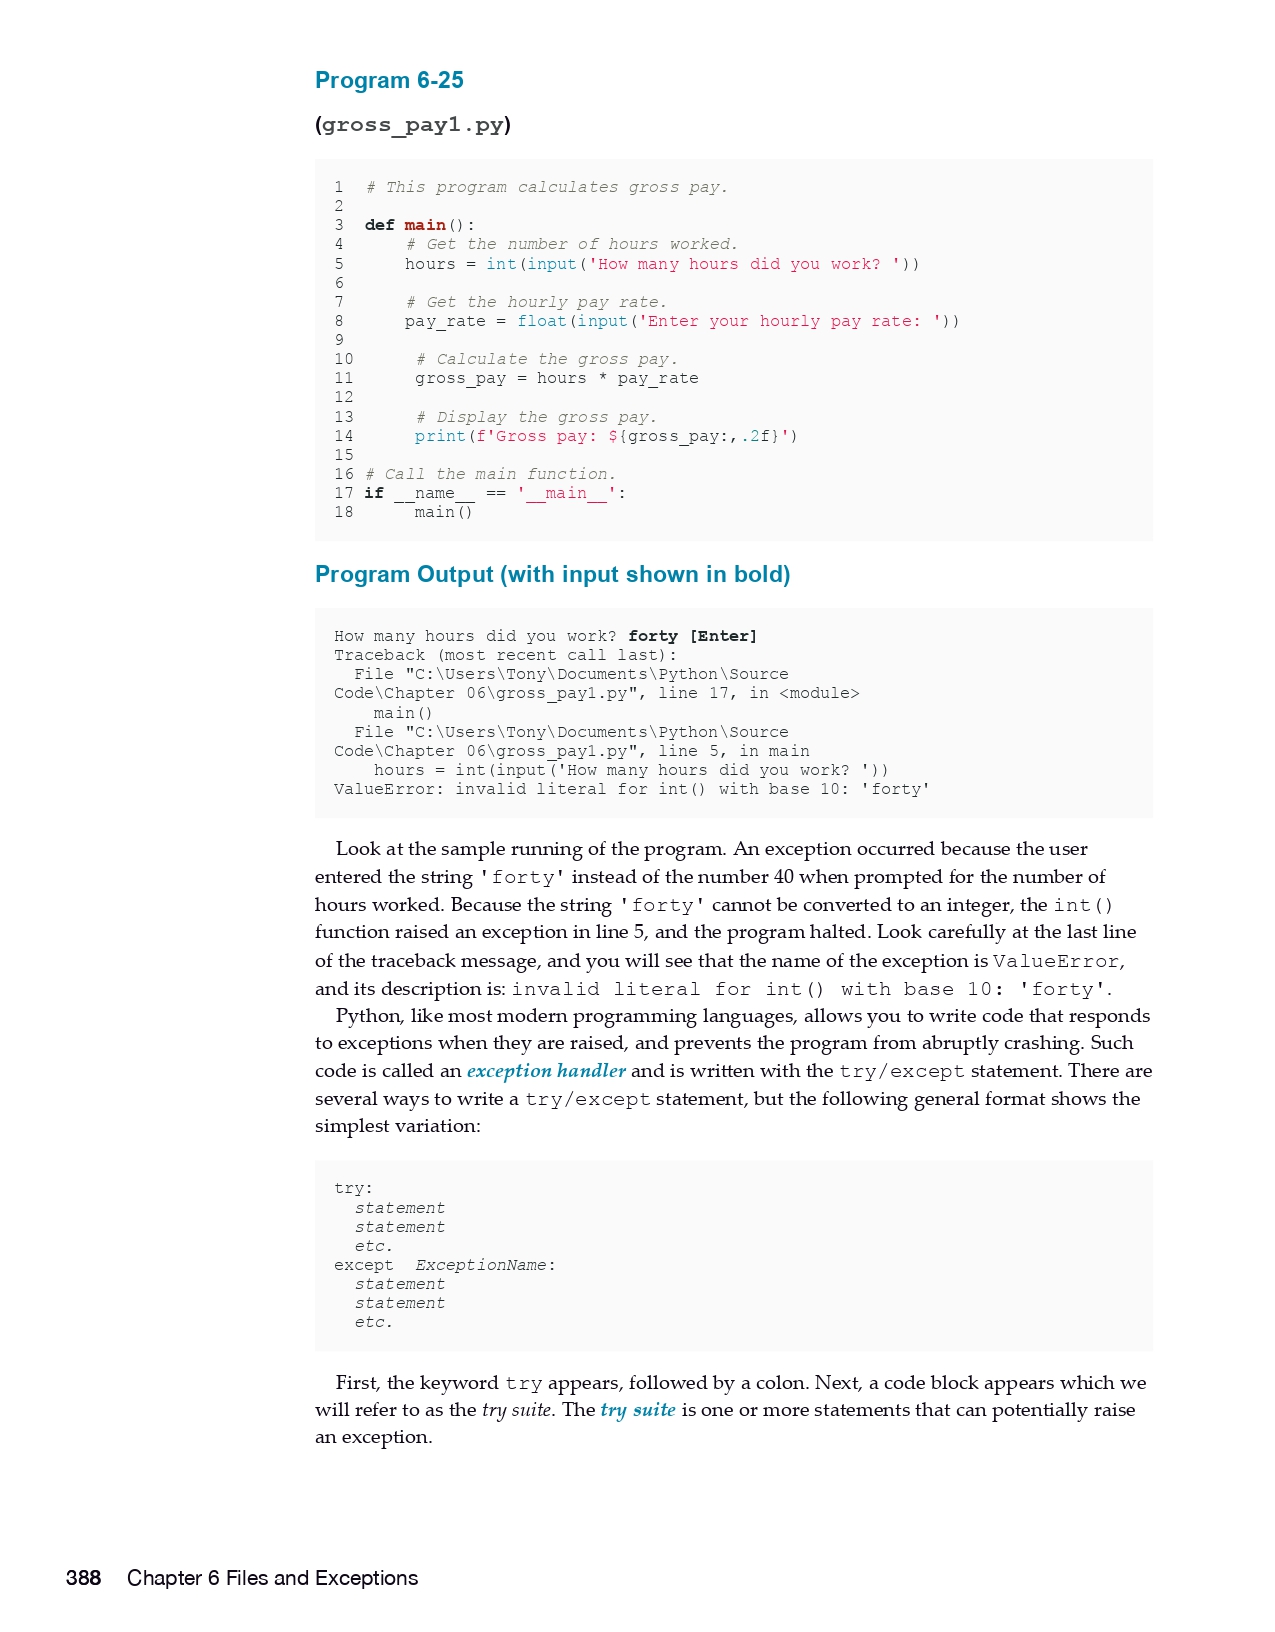 Program 6-25
(gross_pay1.py)
1 # This program calculates gross pay.
2
3 def main():
4     # Get the number of hours worked.
5     hours = int(input('How many hours did you work? '))
6
7     # Get the hourly pay rate.
8     pay_rate = float(input('Enter your hourly pay rate: '))
9
10     # Calculate the gross pay.
11     gross_pay = hours * pay_rate
12
13     # Display the gross pay.
14     print(f'Gross pay: ${gross_pay:,.2f}')
15
16 # Call the main function.
17 if __name__ == '__main__':
18     main()
Program Output (with input shown in bold)
How many hours did you work? forty [Enter]
Traceback (most recent call last):
  File "C:\Users\Tony\Documents\Python\Source
Code\Chapter 06\gross_pay1.py", line 17, in <module>
    main()
  File "C:\Users\Tony\Documents\Python\Source
Code\Chapter 06\gross_pay1.py", line 5, in main
    hours = int(input('How many hours did you work? '))
ValueError: invalid literal for int() with base 10: 'forty'
Look at the sample running of the program. An exception occurred because the user
entered the string 'forty' instead of the number 40 when prompted for the number of
hours worked. Because the string 'forty' cannot be converted to an integer, the int()
function raised an exception in line 5, and the program halted. Look carefully at the last line
of the traceback message, and you will see that the name of the exception is ValueError,
and its description is: invalid literal for int() with base 10: 'forty'.
Python, like most modern programming languages, allows you to write code that responds
to exceptions when they are raised, and prevents the program from abruptly crashing. Such
code is called an exception handler and is written with the try/except statement. There are
several ways to write a try/except statement, but the following general format shows the
simplest variation:
try:
  statement
  statement
  etc.
except  ExceptionName:
  statement
  statement
  etc.
First, the keyword try appears, followed by a colon. Next, a code block appears which we
will refer to as the try suite. The try suite is one or more statements that can potentially raise
an exception.
388 Chapter 6 Files and Exceptions